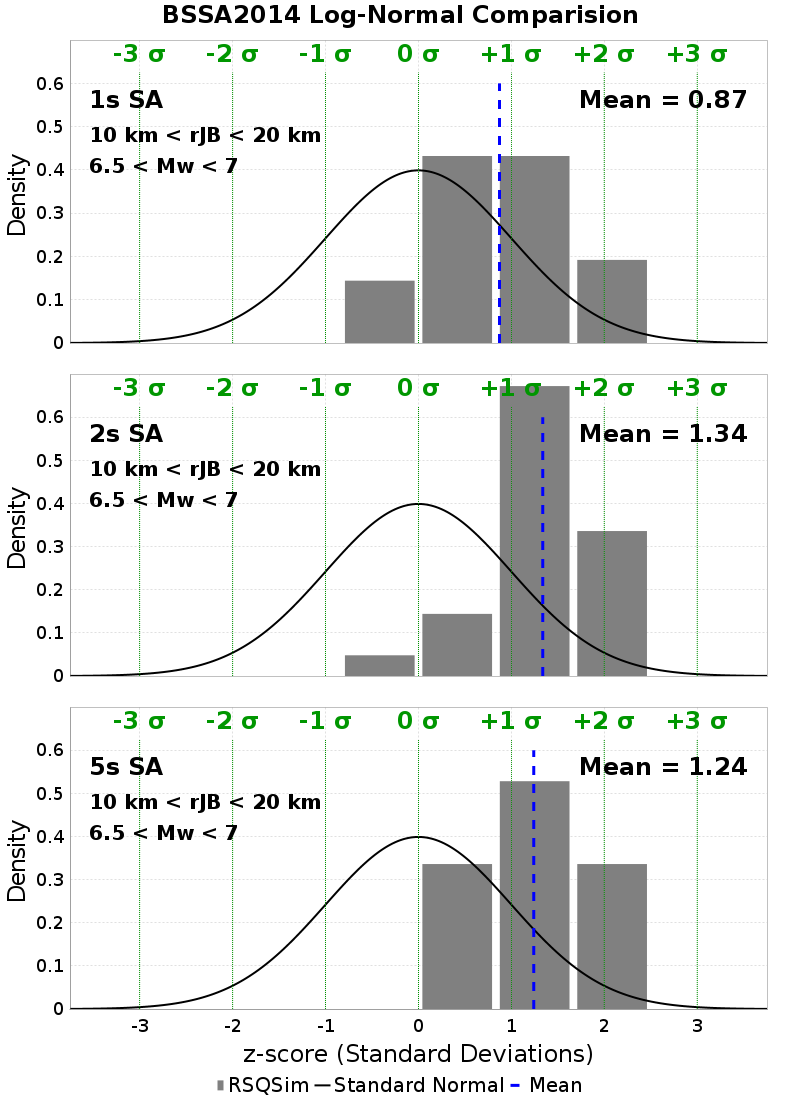 BSSA2014 Log-Normal Comparision
-3 σ -2 σ -1 σ 0 σ +1 σ +2 σ +3 σ
0.6
1s SA Mean = 0.87
0.5
10 km < rJB < 20 km
6.5 < Mw < 7
0.4
0.3
0.2
0.1
0
Density
-3 σ -2 σ -1 σ 0 σ +1 σ +2 σ +3 σ
0.6
2s SA Mean = 1.34
0.5
10 km < rJB < 20 km
6.5 < Mw < 7
0.4
0.3
0.2
0.1
0
Density
-3 σ -2 σ -1 σ 0 σ +1 σ +2 σ +3 σ
0.6
5s SA Mean = 1.24
0.5
10 km < rJB < 20 km
6.5 < Mw < 7
0.4
0.3
0.2
0.1
0
Density
-3 -2 -1 0 1 2 3
z-score (Standard Deviations)
RSQSim Standard Normal Mean